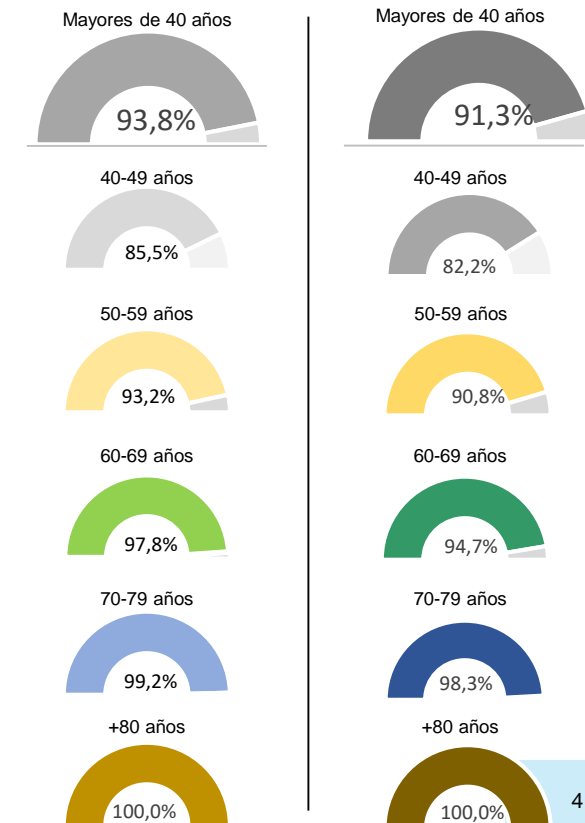 Mayores de 40 años
93,8%
40-49 años
85,5%
50-59 años
93,2%
60-69 años
97,8%
70-79 años
99,2%
+80 años
100,0%
Mayores de 40 años
91,3%
40-49 años
82,2%
50-59 años
90,8%
60-69 años
94,7%
70-79 años
98,3%
+80 años
100,0%
4